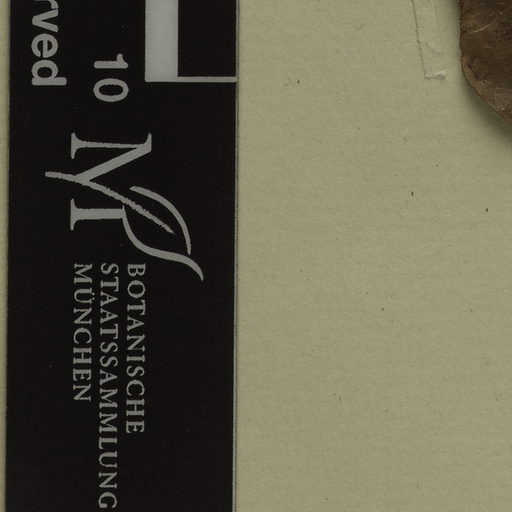 rved
10
M
BOTANISCHE
STAATSSAMMLUNG
MÜNCHEN